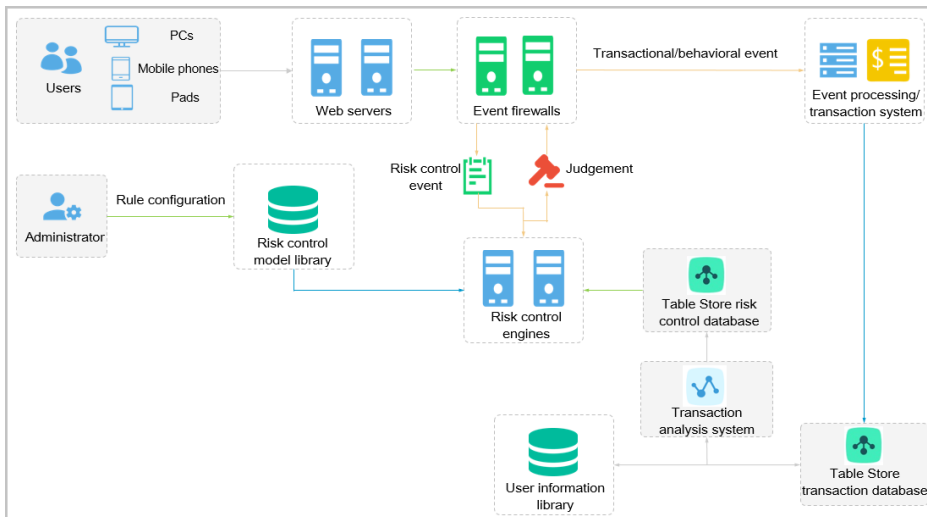 PCs
Mobile phones
Pads
Users
Web servers
Event firewalls
Transactional/behavioral event
Event processing/
transaction system
Risk control
event
Judgement
Rule configuration
Administrator
Risk control
model library
Risk control
engines
Table Store risk
control database
Transaction
analysis system
User information
library
Table Store
transaction database